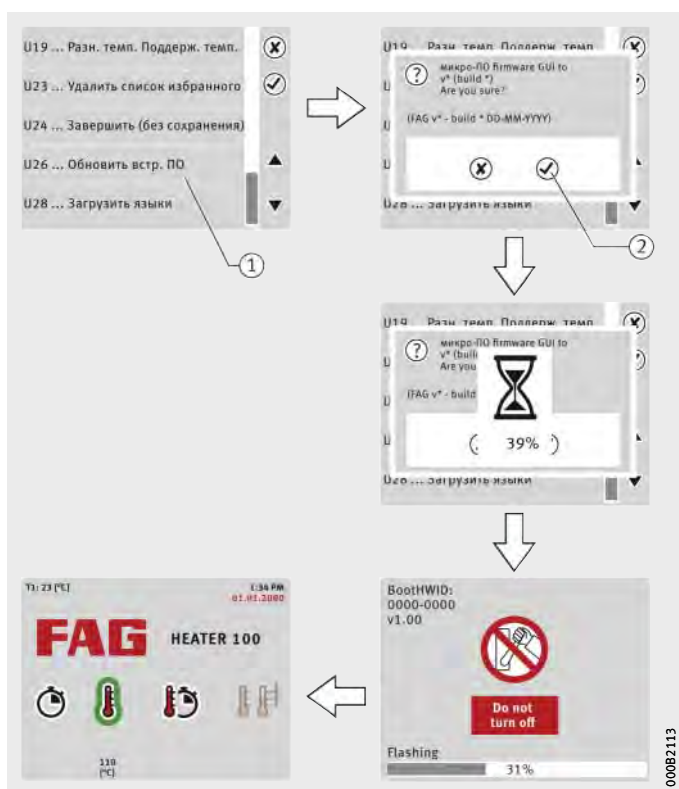 U19 ... Разн. темп. Поддерж. темп.
U23 ... Удалить список избранного
U24 ... Завершить (без сохранения)
U26 ... Обновить встр. ПО
U28 ... Загрузить языки
1
U19 Разн. темп. Поддерж. темп.
?
микро-ПО firmware GUI to
v* (build *)
Are you sure?
(FAG v* - build * DD-MM-YYYY)
U
U28 ... Загрузить языки
2
U19 Разн. темп. Поддерж. темп.
?
микро-ПО firmware GUI to
v* (buil
Are you
(FAG v* - build
39%
U28 ... Загрузить языки
BootHWID:
0000-0000
v1.00
Do not
turn off
Flashing
31%
T1: 23 [°C]
1:34 PM
01.01.2000
FAG HEATER 100
110
[°C]
000B2113